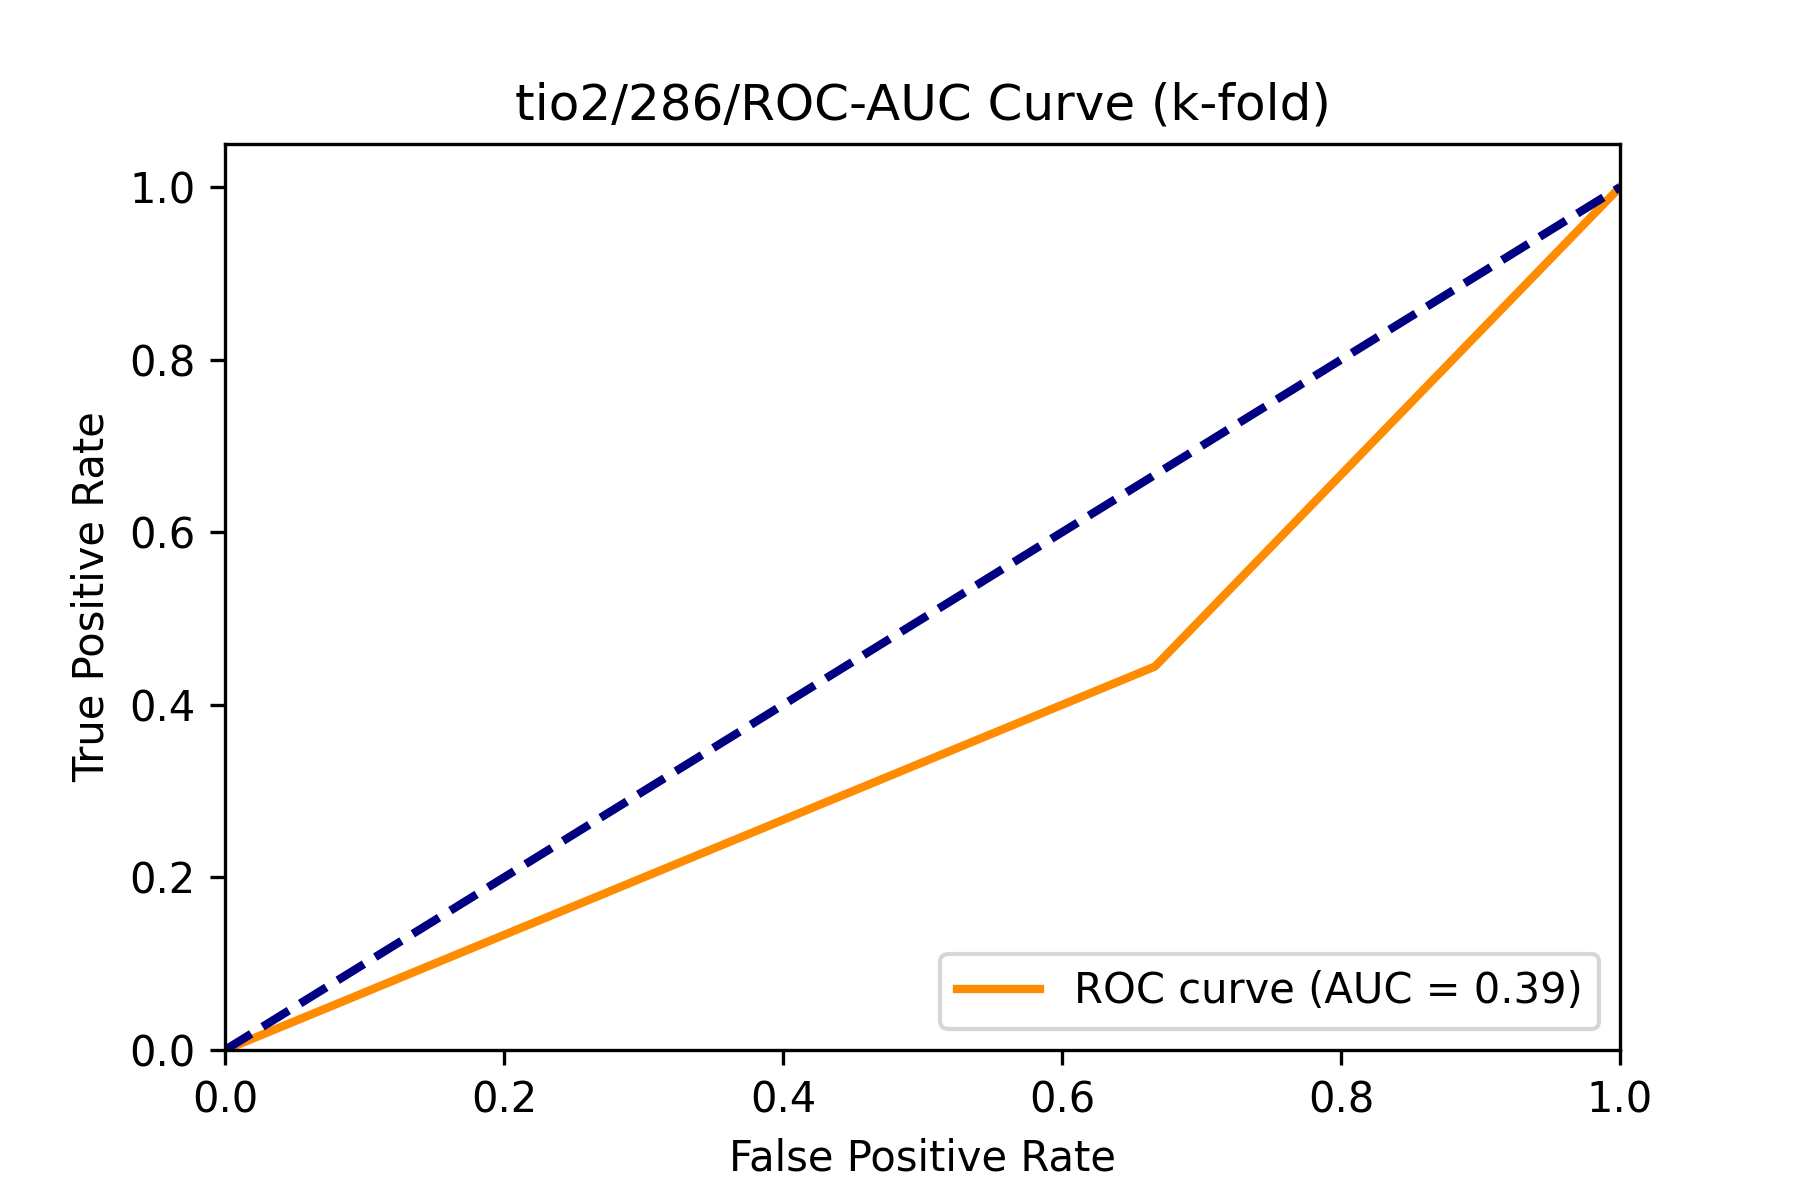 tio2/286/ROC-AUC Curve (k-fold)
True Positive Rate
1.0
0.8
0.6
0.4
0.2
0.0
0.0 0.2 0.4 0.6 0.8 1.0
False Positive Rate
ROC curve (AUC = 0.39)